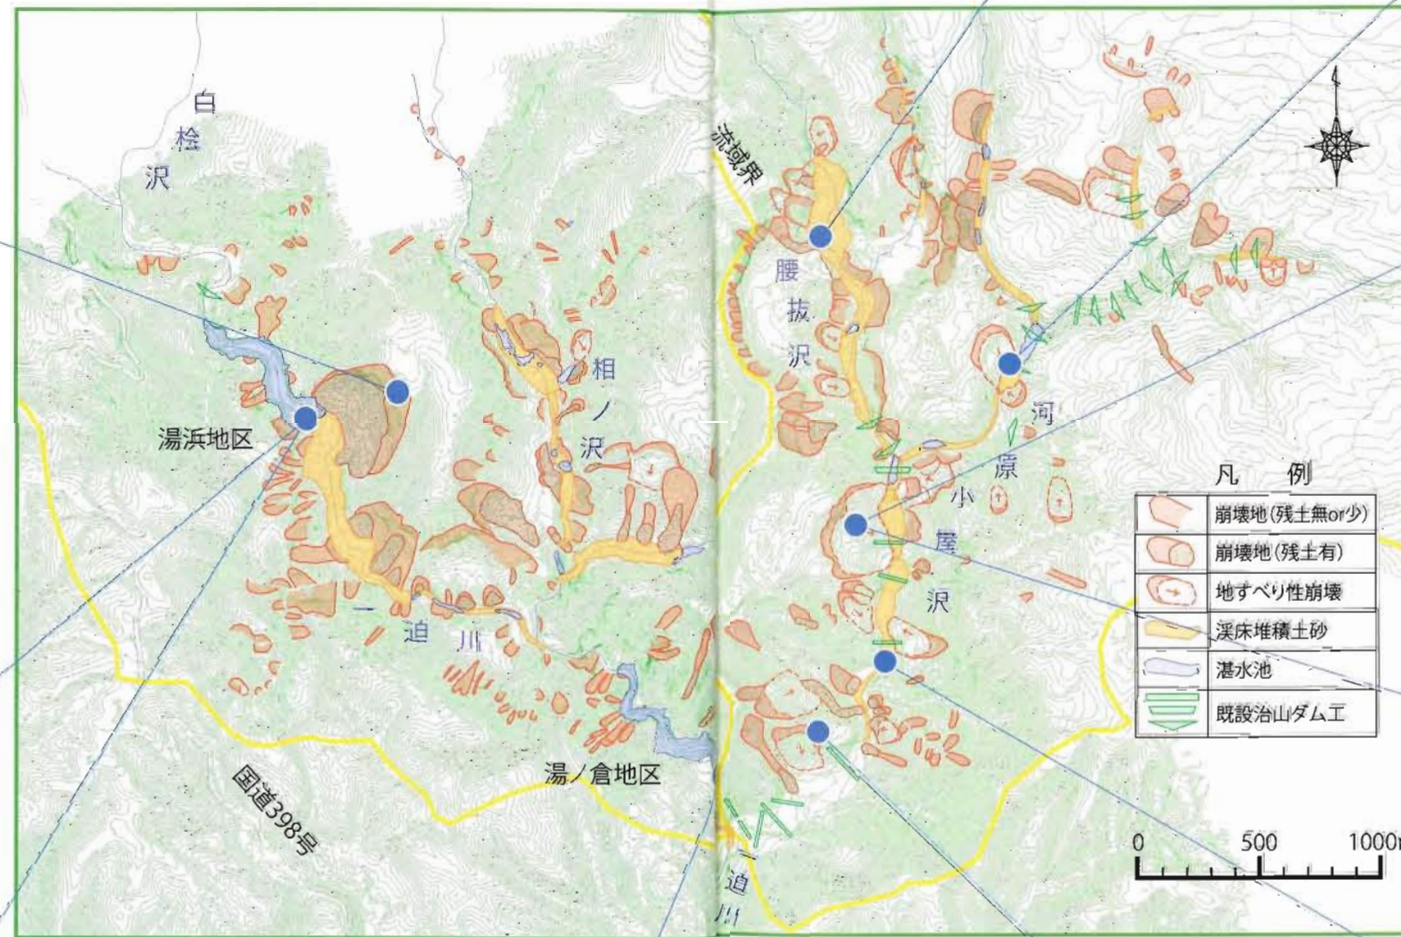 白桧沢
流域界
腰抜沢
相ノ沢
河原小屋沢
湯浜地区
一迫川
湯ノ倉地区
国道398号
一迫川
凡 例
崩壊地(残土無or少)
崩壊地(残土有)
地すべり性崩壊
渓床堆積土砂
湛水池
既設治山ダム工
0 500 1000m